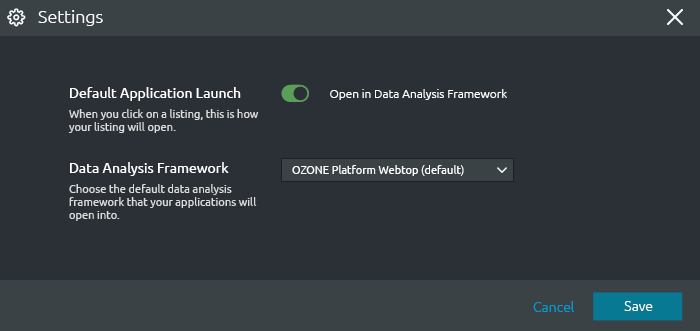 Settings
Default Application Launch
Open in Data Analysis Framework
When you click on a listing, this is how
your listing will open.
Data Analysis Framework
OZONE Platform Webtop (default)
Choose the default data analysis
framework that your applications will
open into.
Cancel
Save